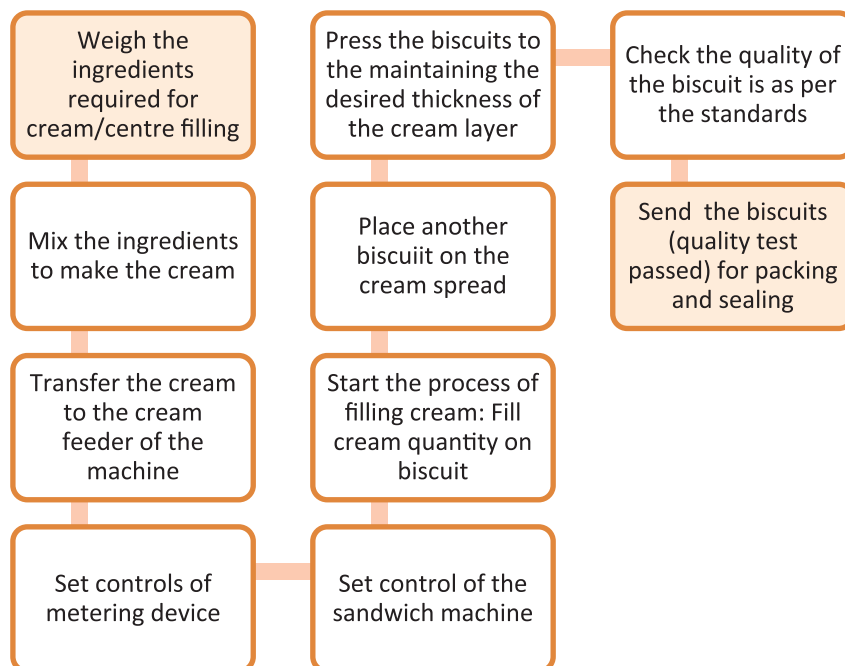 Weigh the
ingredients
required for
cream/centre filling
Mix the ingredients
to make the cream
Transfer the cream
to the cream
feeder of the
machine
Set controls of
metering device
Set control of the
sandwich machine
Start the process of
filling cream: Fill
cream quantity on
biscuit
Place another
biscuiit on the
cream spread
Press the biscuits to
the maintaining the
desired thickness of
the cream layer
Check the quality of
the biscuit is as per
the standards
Send  the biscuits
(quality test
passed) for packing
and sealing